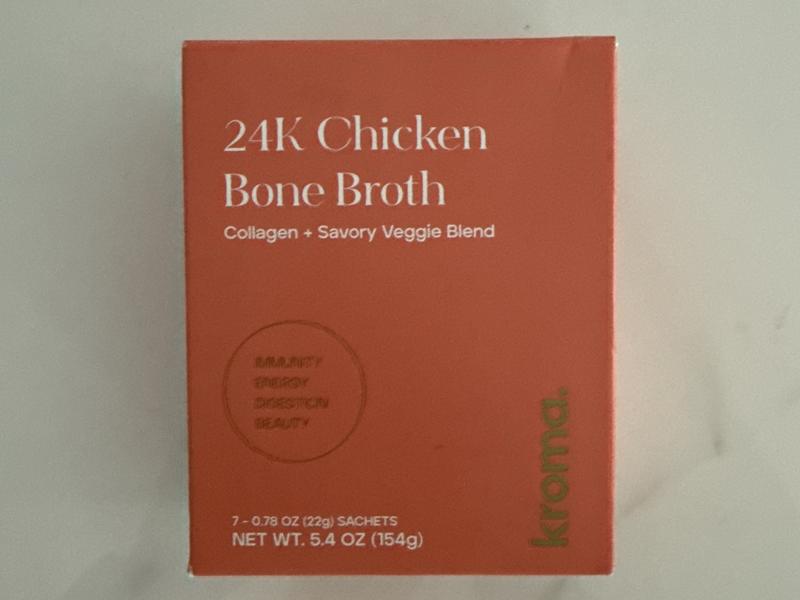 24K Chicken
Bone Broth
Collagen + Savory Veggie Blend
IMMUNITY
ENERGY
DIGESTION
BEAUTY
7 - 0.78 OZ (22g) SACHETS
NET WT. 5.4 OZ (154g)
kroma.